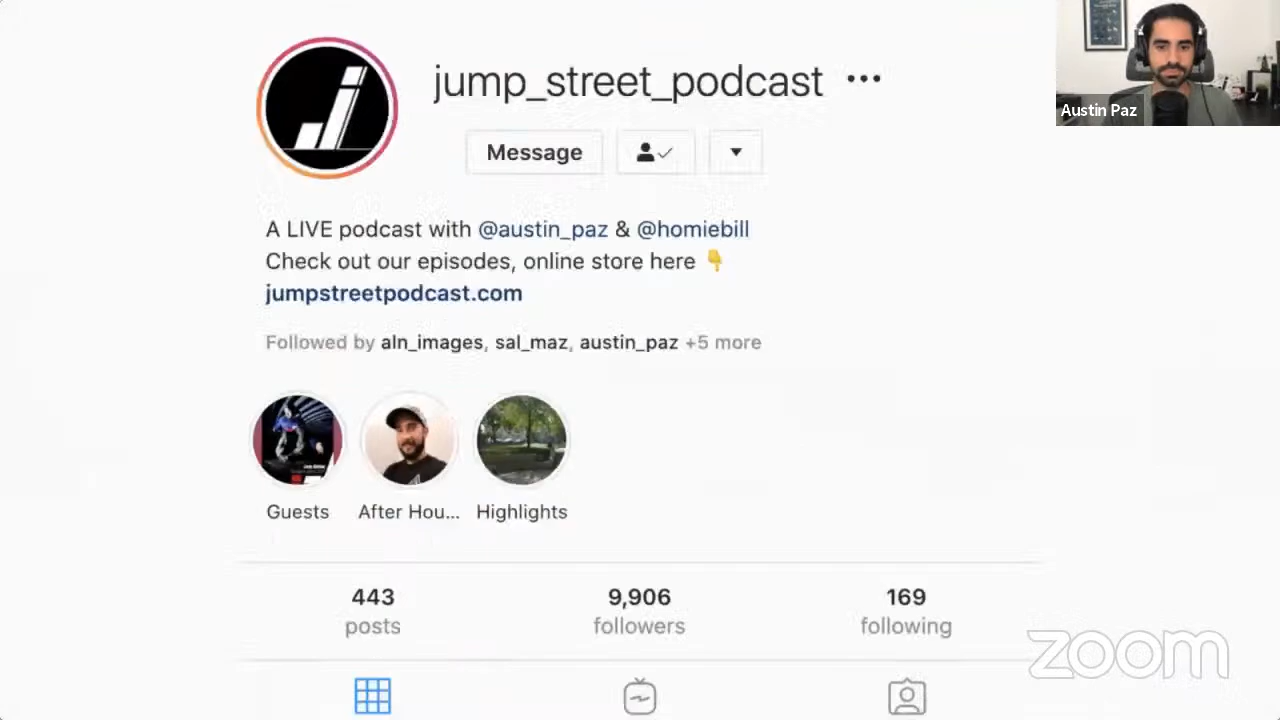 jump_street_podcast
Austin Paz
Message
A LIVE podcast with @austin_paz & @homiebill
Check out our episodes, online store here 👇
jumpstreetpodcast.com
Followed by aln_images, sal_maz, austin_paz +5 more
Guests
After Hou...
Highlights
443
9,906
169
posts
followers
following
zoom